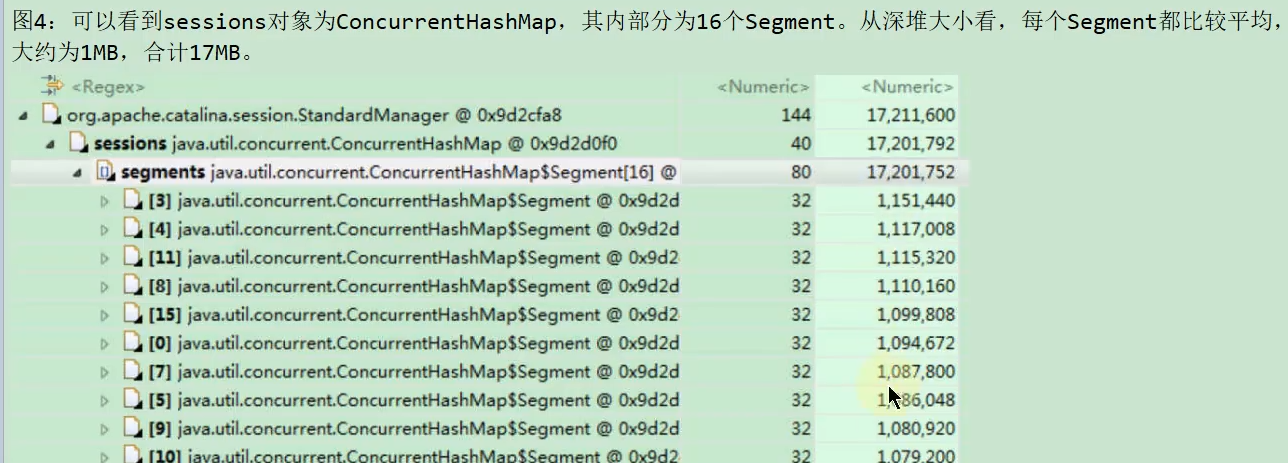 图4：可以看到sessions对象为ConcurrentHashMap，其内部分为16个Segment。从深堆大小看，每个Segment都比较平均，
大约为1MB，合计17MB。
<Regex> <Numeric> <Numeric>
org.apache.catalina.session.StandardManager @ 0x9d2cfa8 144 17,211,600
sessions java.util.concurrent.ConcurrentHashMap @ 0x9d2d0f0 40 17,201,792
segments java.util.concurrent.ConcurrentHashMap$Segment[16] @ 80 17,201,752
[3] java.util.concurrent.ConcurrentHashMap$Segment @ 0x9d2d 32 1,151,440
[4] java.util.concurrent.ConcurrentHashMap$Segment @ 0x9d2d 32 1,117,008
[11] java.util.concurrent.ConcurrentHashMap$Segment @ 0x9d2 32 1,115,320
[8] java.util.concurrent.ConcurrentHashMap$Segment @ 0x9d2d 32 1,110,160
[15] java.util.concurrent.ConcurrentHashMap$Segment @ 0x9d2 32 1,099,808
[0] java.util.concurrent.ConcurrentHashMap$Segment @ 0x9d2d 32 1,094,672
[7] java.util.concurrent.ConcurrentHashMap$Segment @ 0x9d2d 32 1,087,800
[5] java.util.concurrent.ConcurrentHashMap$Segment @ 0x9d2d 32 1,086,048
[9] java.util.concurrent.ConcurrentHashMap$Segment @ 0x9d2d 32 1,080,920
[10] java.util.concurrent.ConcurrentHashMap$Segment @ 0x9d2 32 1,079,200